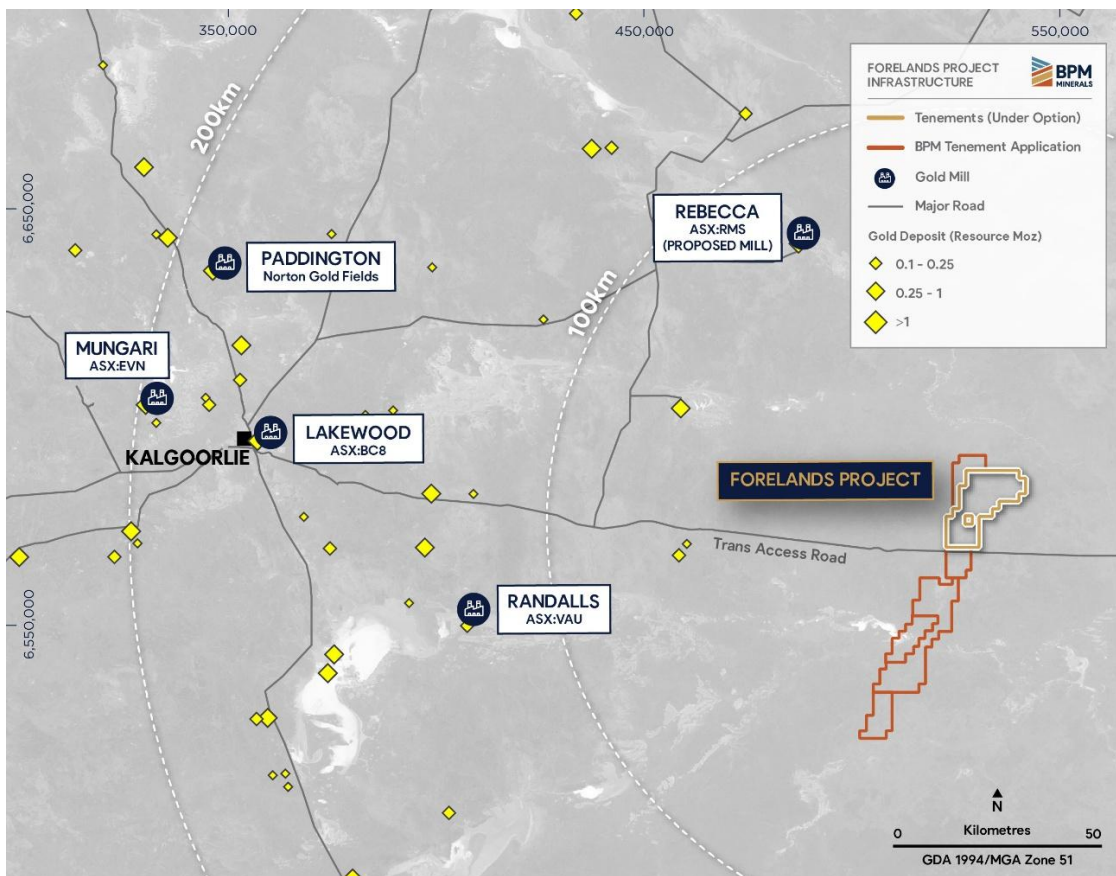 350,000
450,000
550,000
6,650,000
6,550,000
200km
100km
FORELANDS PROJECT
INFRASTRUCTURE
BPM
MINERALS
Tenements (Under Option)
BPM Tenement Application
Gold Mill
Major Road
Gold Deposit (Resource Moz)
0.1 - 0.25
0.25 - 1
>1
REBECCA
ASX:RMS
(PROPOSED MILL)
PADDINGTON
Norton Gold Fields
MUNGARI
ASX:EVN
LAKEWOOD
ASX:BC8
KALGOORLIE
FORELANDS PROJECT
Trans Access Road
RANDALLS
ASX:VAU
N
0
Kilometres
50
GDA 1994/MGA Zone 51